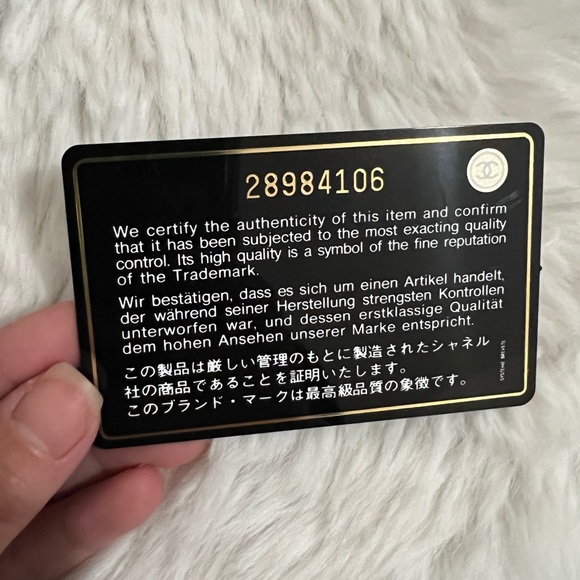 28984106
We certify the authenticity of this item and confirm
that it has been subjected to the most exacting quality
control. Its high quality is a symbol of the fine reputation
of the Trademark.
Wir bestätigen, dass es sich um einen Artikel handelt,
der während seiner Herstellung strengsten Kontrollen
unterworfen war, und dessen erstklassige Qualität
dem hohen Ansehen unserer Marke entspricht.
この製品は厳しい管理のもとに製造されたシャネル
社の商品であることを証明いたします。
このブランド・マークは最高級品質の象徴です。